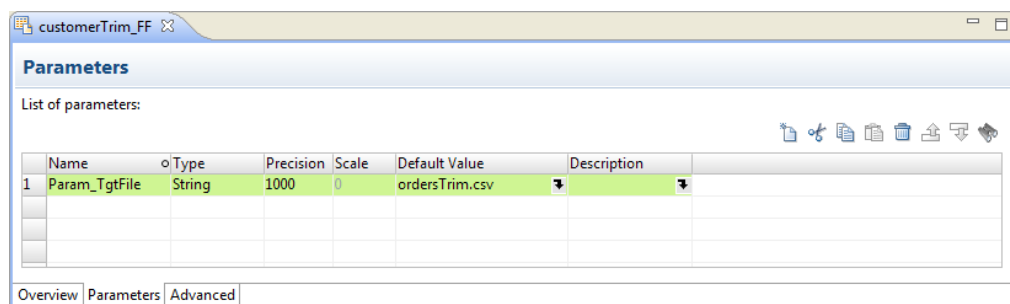 customerTrim_FF
Parameters
List of parameters:
Name Type Precision Scale Default Value Description
1 Param_TgtFile String 1000 0 ordersTrim.csv
Overview Parameters Advanced